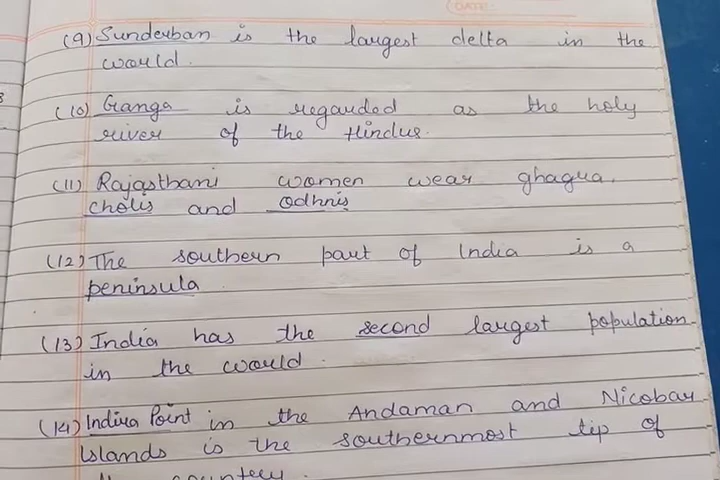 DATE:
(9) Sunderban is the largest delta in the
world.
(10) Ganga is regarded as the holy
river of the Hindus.
(11) Rajasthani women wear ghagra,
cholis and Odhnis
(12) The southern part of India is a
peninsula
(13) India has the second largest population
in the world.
(14) Indira Point in the Andaman and Nicobar
Islands is the southernmost tip of
country.